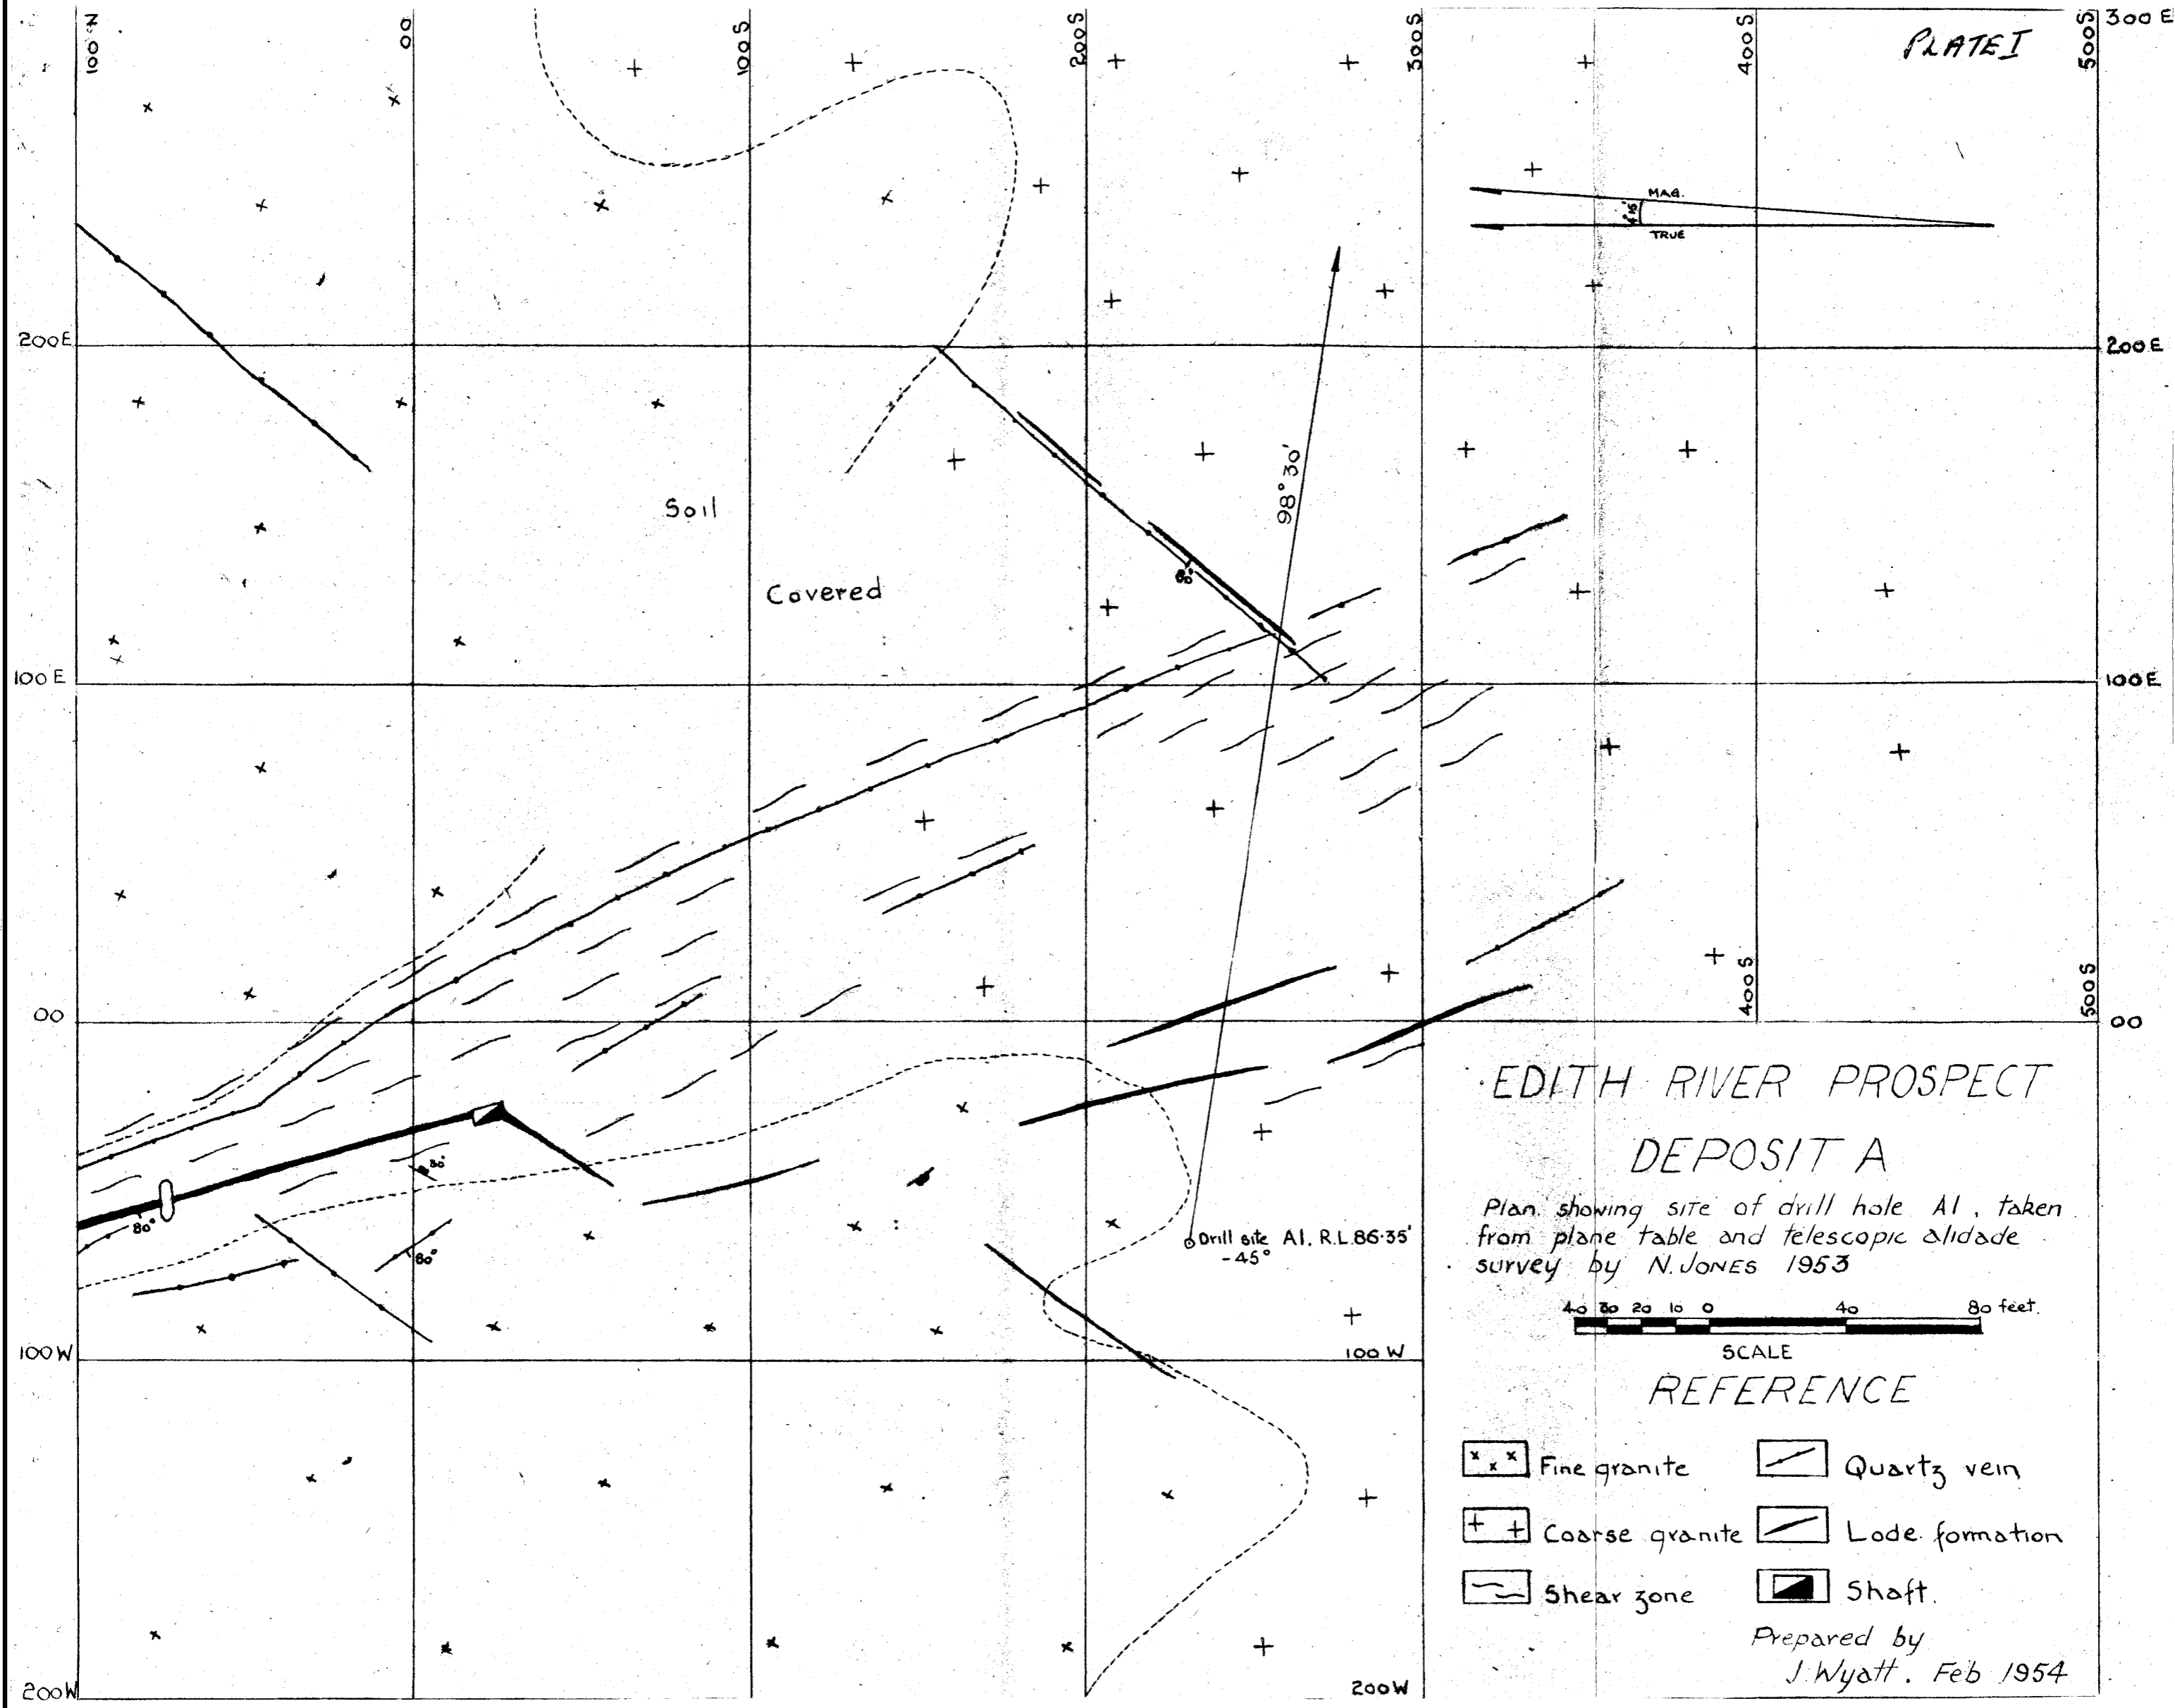 100 N
00
100 S
200 S
300 S
400 S
500 S
300 E
PLATE I
MAG.
4° 15'
TRUE
200 E
200 E
98° 30'
Soil
Covered
80°
100 E
100 E
400 S
500 S
00
00
EDITH RIVER PROSPECT
DEPOSIT A
Plan showing site of drill hole A1, taken
from plane table and telescopic alidade
survey by N. JONES 1953
80°
80°
80°
Drill site A1. R.L. 86·35'
-45°
40 30 20 10 0 40 80 feet.
SCALE
100 W
100 W
REFERENCE
Fine granite
Quartz vein
Coarse granite
Lode formation
Shear zone
Shaft.
Prepared by
J. Wyatt. Feb 1954
200 W
200 W